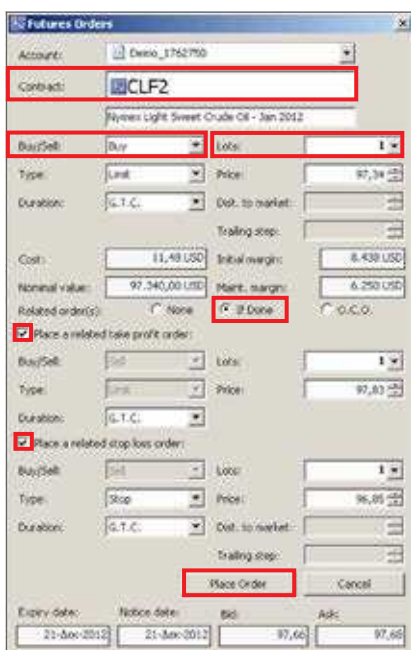 Futures Orders
Account: Demo_1762750
Contract: CLF2
Nymex Light Sweet Crude Oil - Jan 2012
Buy/Sell: Buy Lots: 1
Type: Limit Price: 97,34
Duration: G.T.C. Dist. to market:
Trailing step:
Cost: 11,48 USD Initial margin: 8.438 USD
Nominal value: 97.340,00 USD Maint. margin: 6.250 USD
Related order(s): None If Done O.C.O.
Place a related take profit order:
Buy/Sell: Sell Lots: 1
Type: Limit Price: 97,83
Duration: G.T.C.
Place a related stop loss order:
Buy/Sell: Sell Lots: 1
Type: Stop Price: 96,85
Duration: G.T.C. Dist. to market:
Trailing step:
Place Order Cancel
Expiry date: Notice date: Bid: Ask:
21-Δεκ-2012 21-Δεκ-2012 97,66 97,68